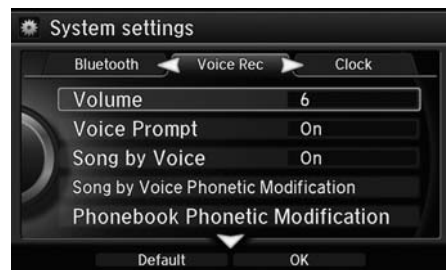 System settings
Bluetooth Voice Rec Clock
Volume 6
Voice Prompt On
Song by Voice On
Song by Voice Phonetic Modification
Phonebook Phonetic Modification
Default OK